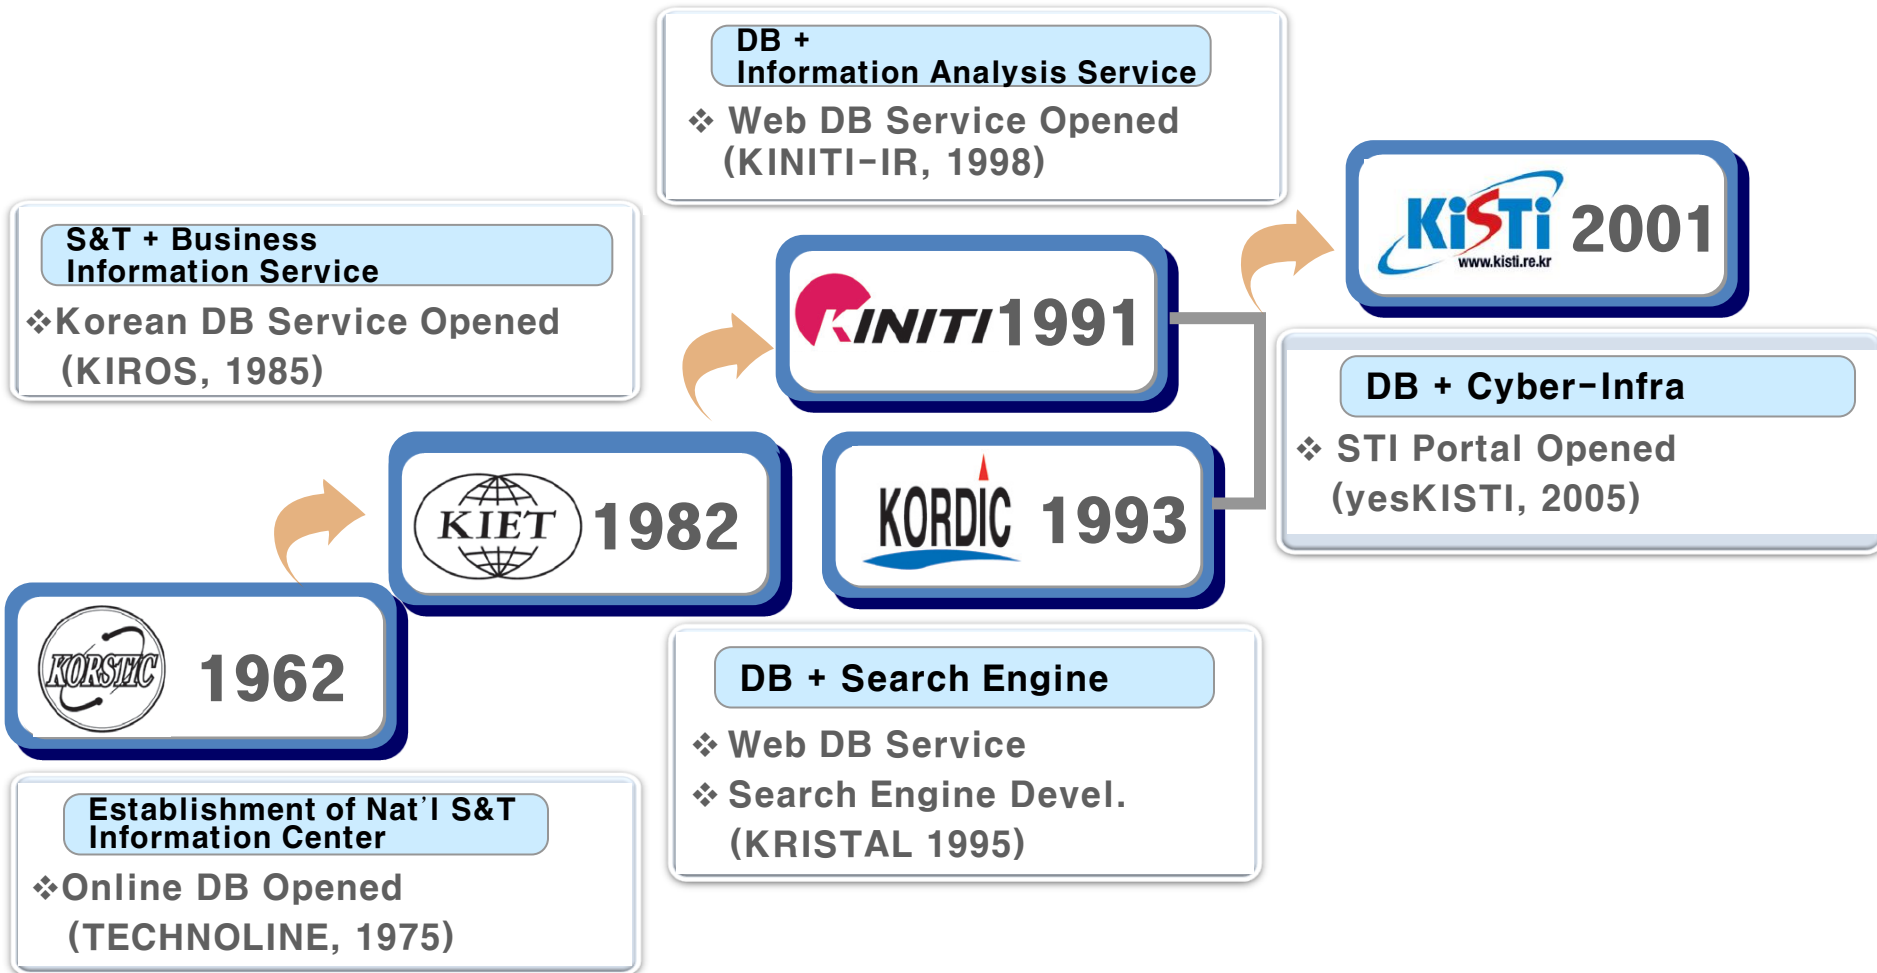 DB +
Information Analysis Service
❖ Web DB Service Opened
(KINITI-IR, 1998)
KiSTi 2001
www.kisti.re.kr
S&T + Business
Information Service
❖Korean DB Service Opened
(KIROS, 1985)
KINITI 1991
DB + Cyber-Infra
❖ STI Portal Opened
(yesKISTI, 2005)
KIET 1982
KORDIC 1993
KORSTIC 1962
DB + Search Engine
❖ Web DB Service
❖ Search Engine Devel.
(KRISTAL 1995)
Establishment of Nat'l S&T
Information Center
❖Online DB Opened
(TECHNOLINE, 1975)